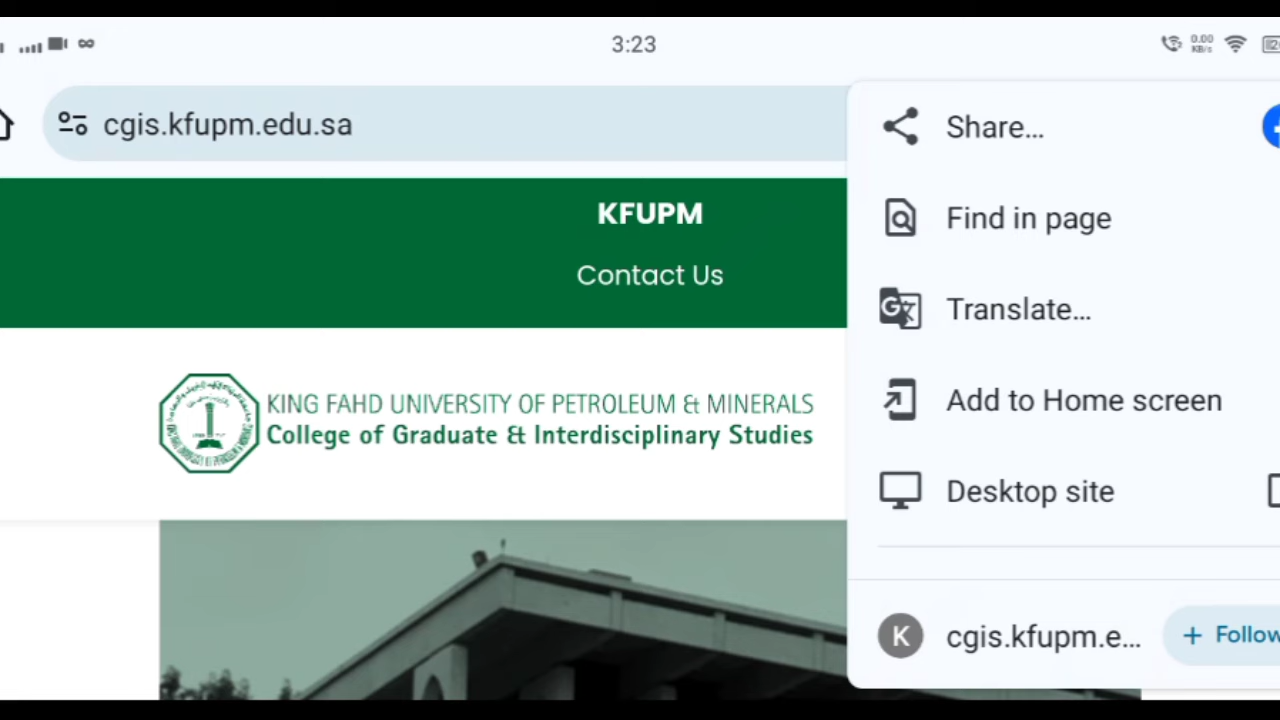 3:23
0.00
KB/s
cgis.kfupm.edu.sa
KFUPM
Contact Us
KING FAHD UNIVERSITY OF PETROLEUM & MINERALS
College of Graduate & Interdisciplinary Studies
Share...
Find in page
Translate...
Add to Home screen
Desktop site
K
cgis.kfupm.e...
+ Follow